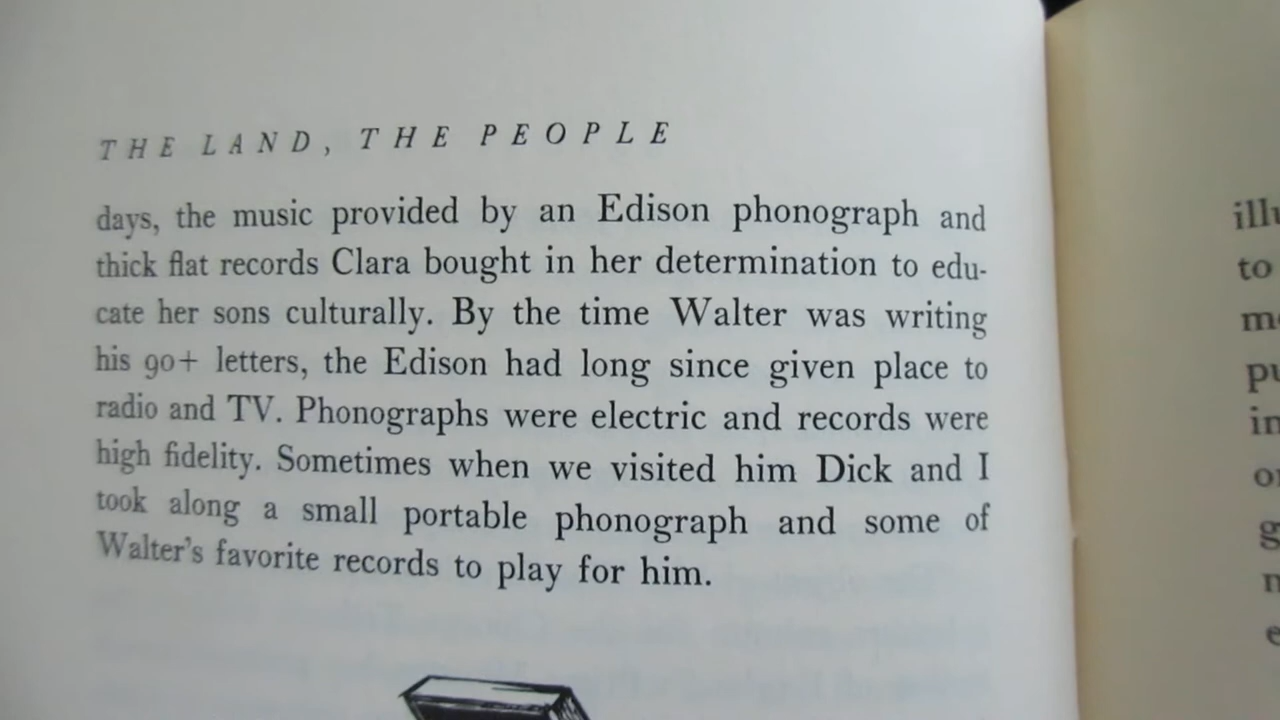 THE LAND, THE PEOPLE
days, the music provided by an Edison phonograph and
thick flat records Clara bought in her determination to edu-
cate her sons culturally. By the time Walter was writing
his 90+ letters, the Edison had long since given place to
radio and TV. Phonographs were electric and records were
high fidelity. Sometimes when we visited him Dick and I
took along a small portable phonograph and some of
Walter's favorite records to play for him.
to